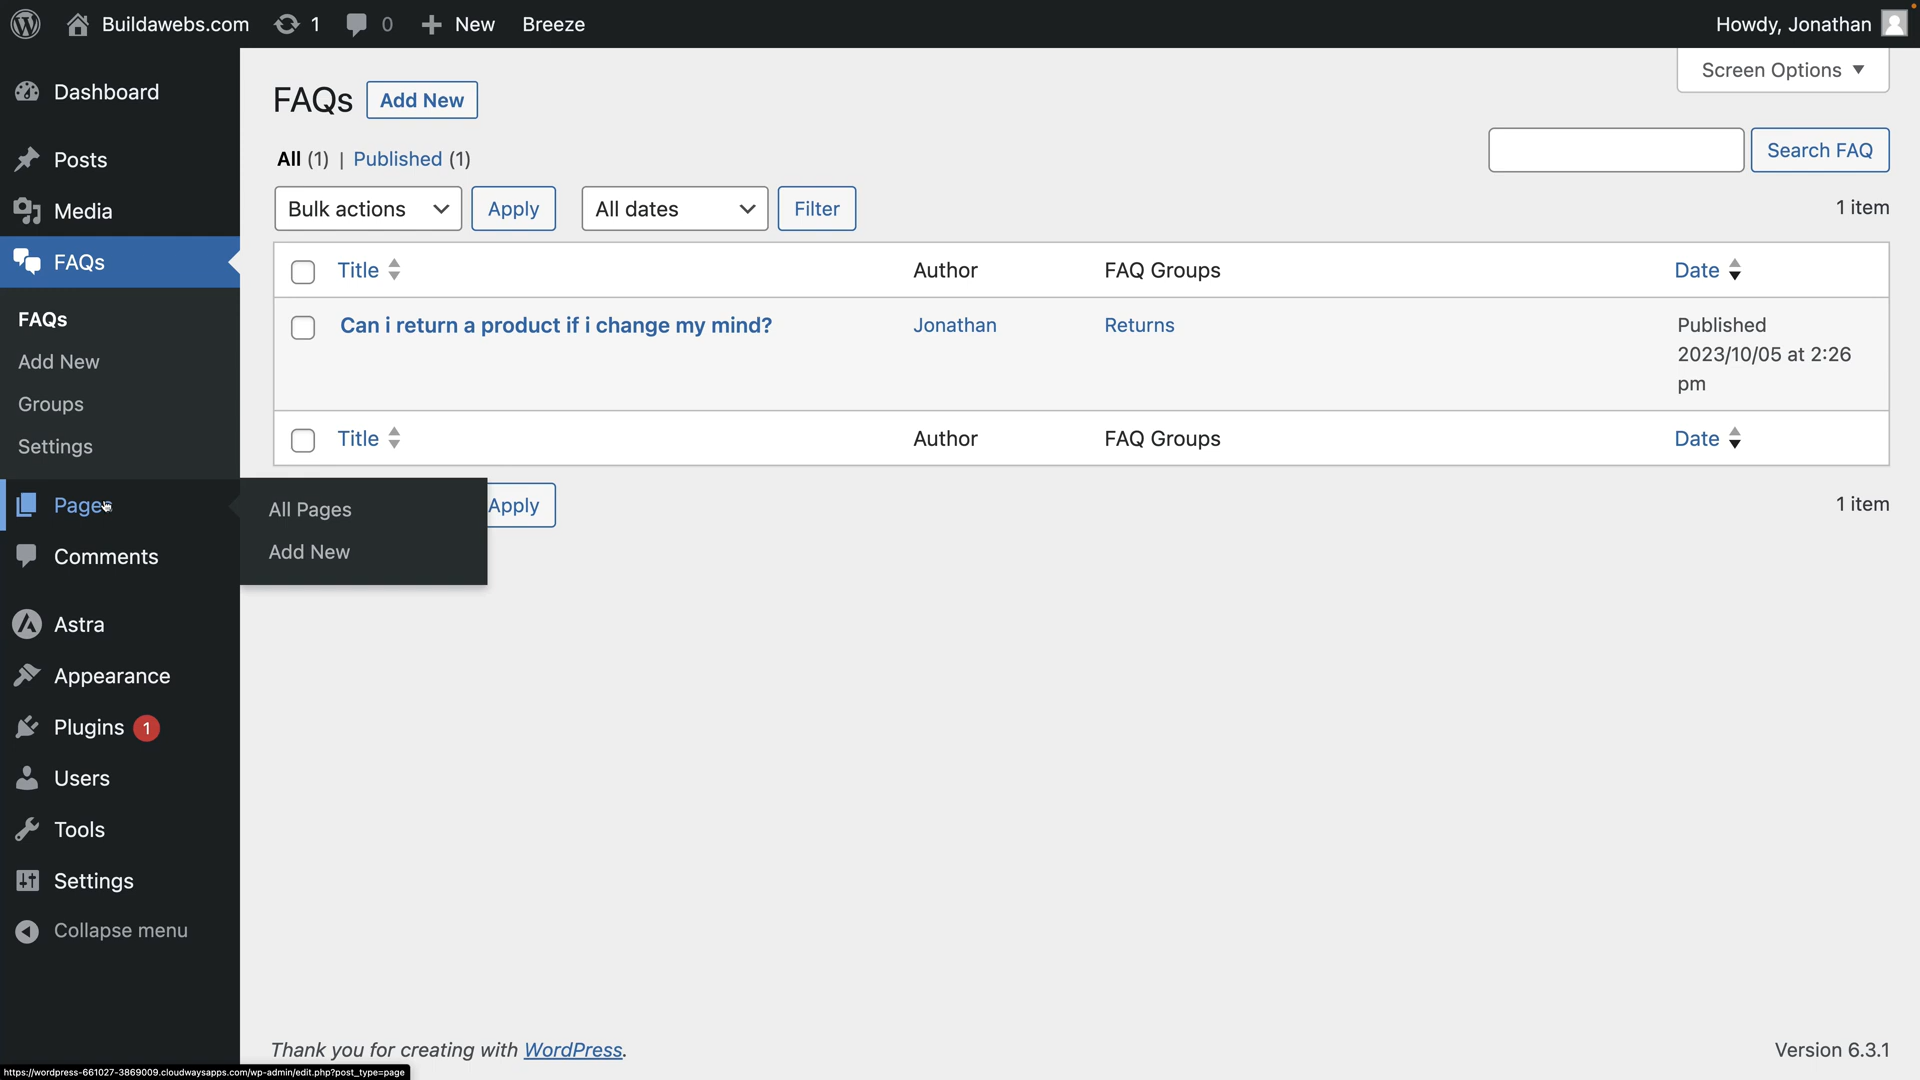 Buildawebs.com 1 0 New Breeze Howdy, Jonathan
Dashboard
Posts
Media
FAQs
FAQs
Add New
Groups
Settings
Pages
Comments
Astra
Appearance
Plugins 1
Users
Tools
Settings
Collapse menu
Screen Options
FAQs Add New
All (1) | Published (1)
Search FAQ
Bulk actions Apply All dates Filter 1 item
Title Author FAQ Groups Date
Can i return a product if i change my mind? Jonathan Returns Published
2023/10/05 at 2:26
pm
Title Author FAQ Groups Date
Apply 1 item
All Pages
Add New
Thank you for creating with WordPress. Version 6.3.1
https://wordpress-661027-3869009.cloudwaysapps.com/wp-admin/edit.php?post_type=page